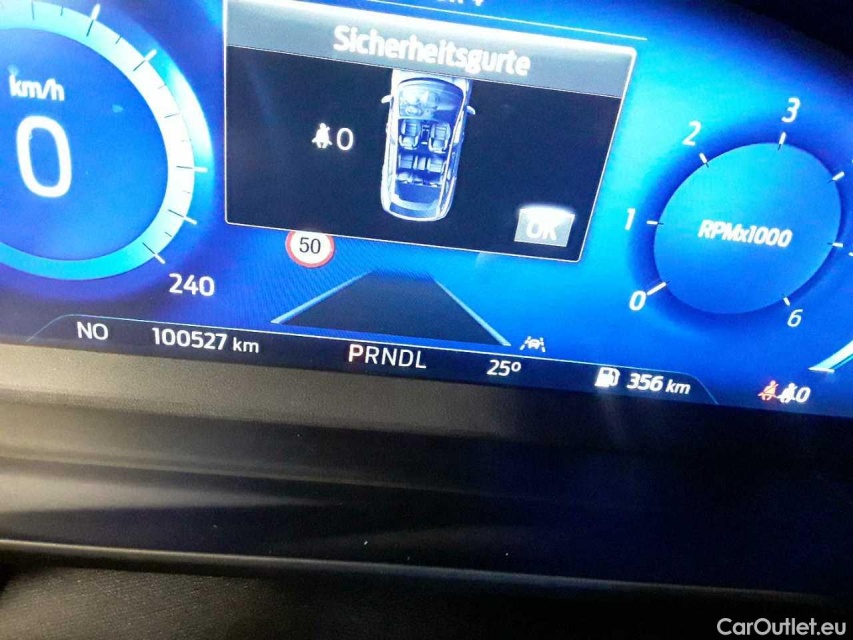 Sicherheitsgurte
km/h
0
0
OK
50
240
3
2
1
0
6
RPMx1000
NO 100527 km PRNDL 25° 356 km 0
CarOutlet.eu